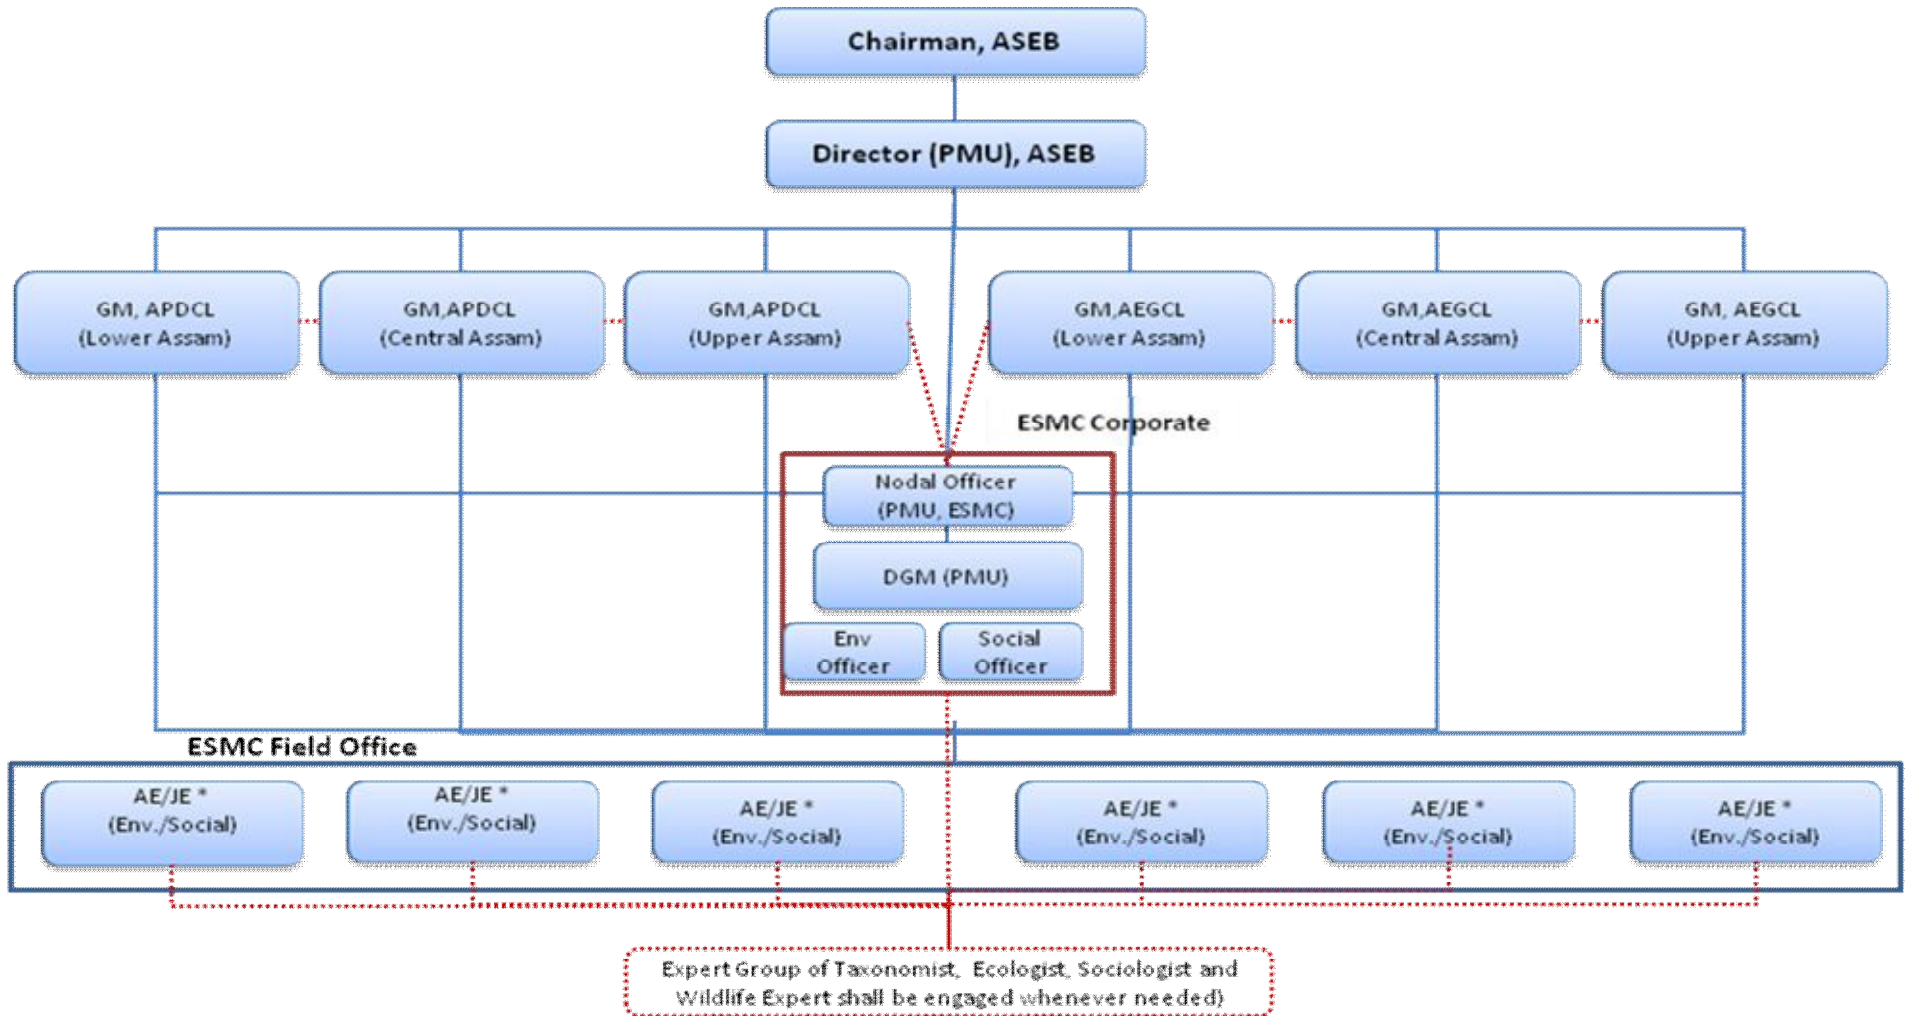 Chairman, ASEB
Director (PMU), ASEB
GM, APDCL
(Lower Assam)
GM,APDCL
(Central Assam)
GM,APDCL
(Upper Assam)
GM,AEGCL
(Lower Assam)
GM,AEGCL
(Central Assam)
GM, AEGCL
(Upper Assam)
ESMC Corporate
Nodal Officer
(PMU, ESMC)
DGM (PMU)
Env
Officer
Social
Officer
ESMC Field Office
AE/JE *
(Env./Social)
AE/JE *
(Env./Social)
AE/JE *
(Env./Social)
AE/JE *
(Env./Social)
AE/JE *
(Env./Social)
AE/JE *
(Env./Social)
Expert Group of Taxonomist, Ecologist, Sociologist and
Wildlife Expert shall be engaged whenever needed)